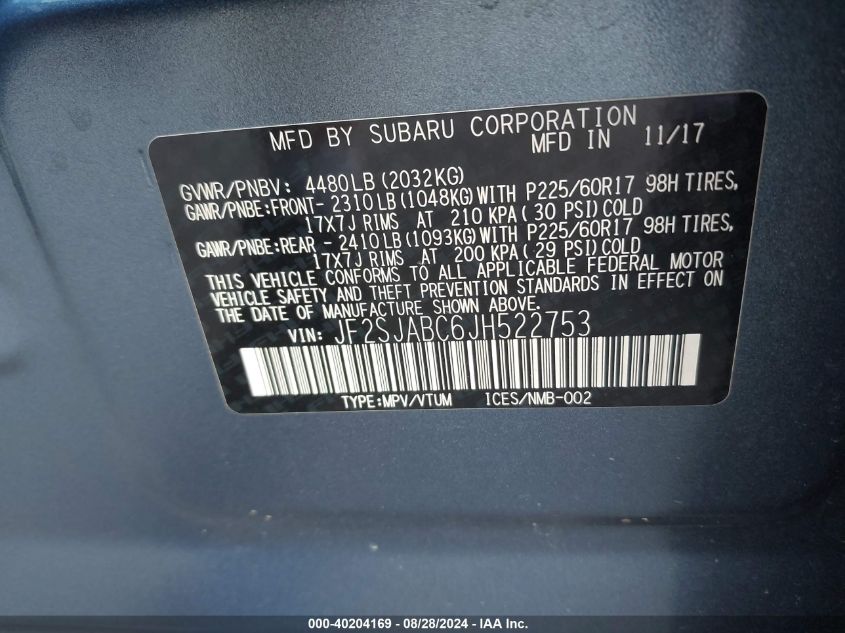 MFD BY SUBARU CORPORATION
MFD IN 11/17
GVWR/PNBV: 4480LB(2032KG)
GAWR/PNBE:FRONT- 2310LB(1048KG)WITH P225/60R17 98H TIRES,
17X7J RIMS AT 210 KPA(30 PSI)COLD
GAWR/PNBE:REAR - 2410LB(1093KG)WITH P225/60R17 98H TIRES,
17X7J RIMS AT 200 KPA(29 PSI)COLD
THIS VEHICLE CONFORMS TO ALL APPLICABLE FEDERAL MOTOR
VEHICLE SAFETY AND THEFT PREVENTION STANDARDS IN EFFECT ON
THE DATE OF MANUFACTURE SHOWN ABOVE.
VIN: JF2SJABC6JH522753
TYPE:MPV/VTUM ICES/NMB-002
000-40204169 - 08/28/2024 - IAA Inc.